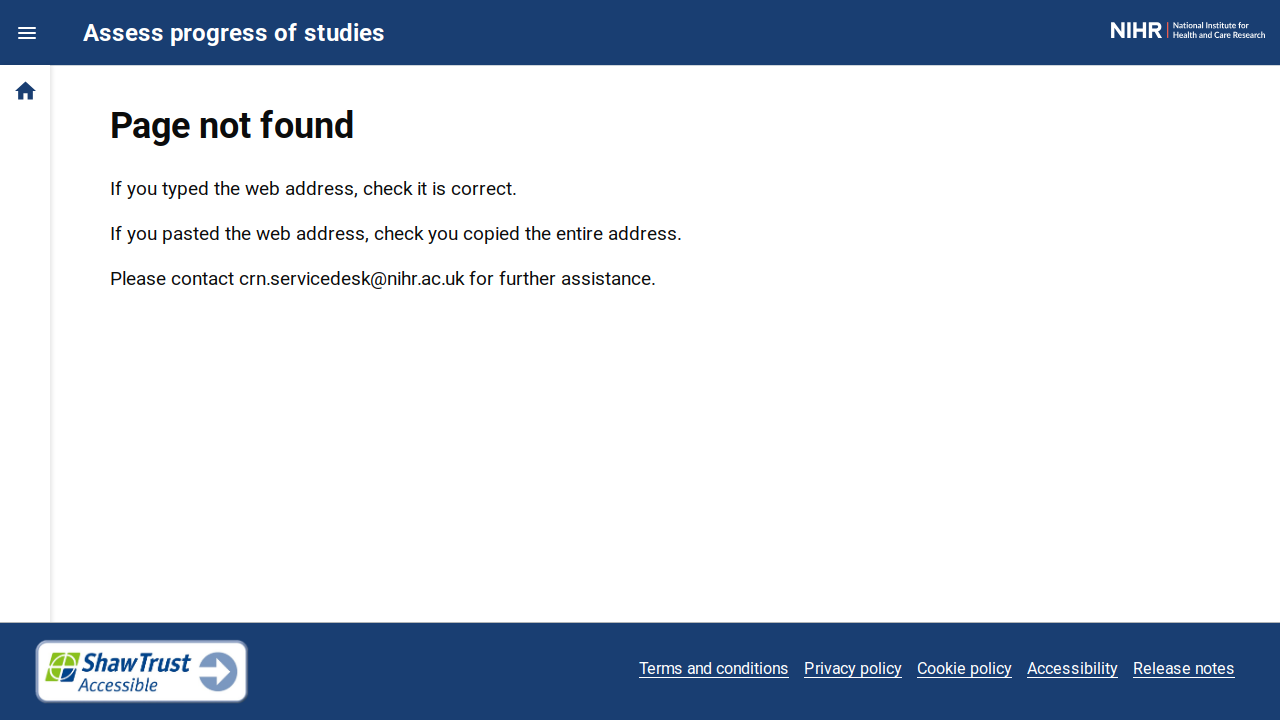 Assess progress of studies
NIHR
National Institute for
Health and Care Research
Page not found
If you typed the web address, check it is correct.
If you pasted the web address, check you copied the entire address.
Please contact crn.servicedesk@nihr.ac.uk for further assistance.
ShawTrust
Accessible
Terms and conditions Privacy policy Cookie policy Accessibility Release notes